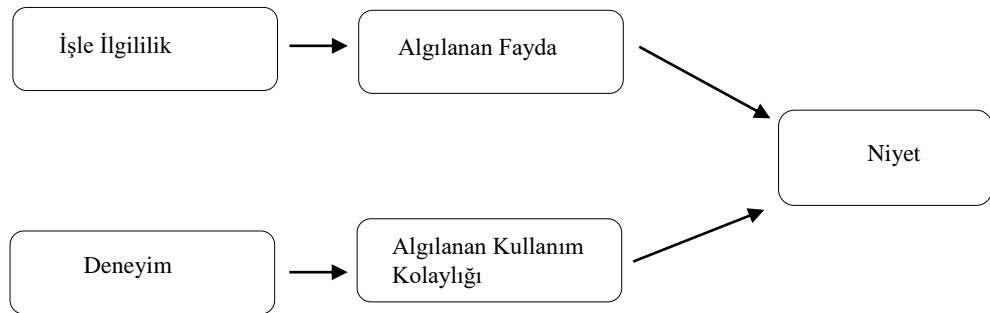 İşle İlgililik
Algılanan Fayda
Niyet
Deneyim
Algılanan Kullanım
Kolaylığı